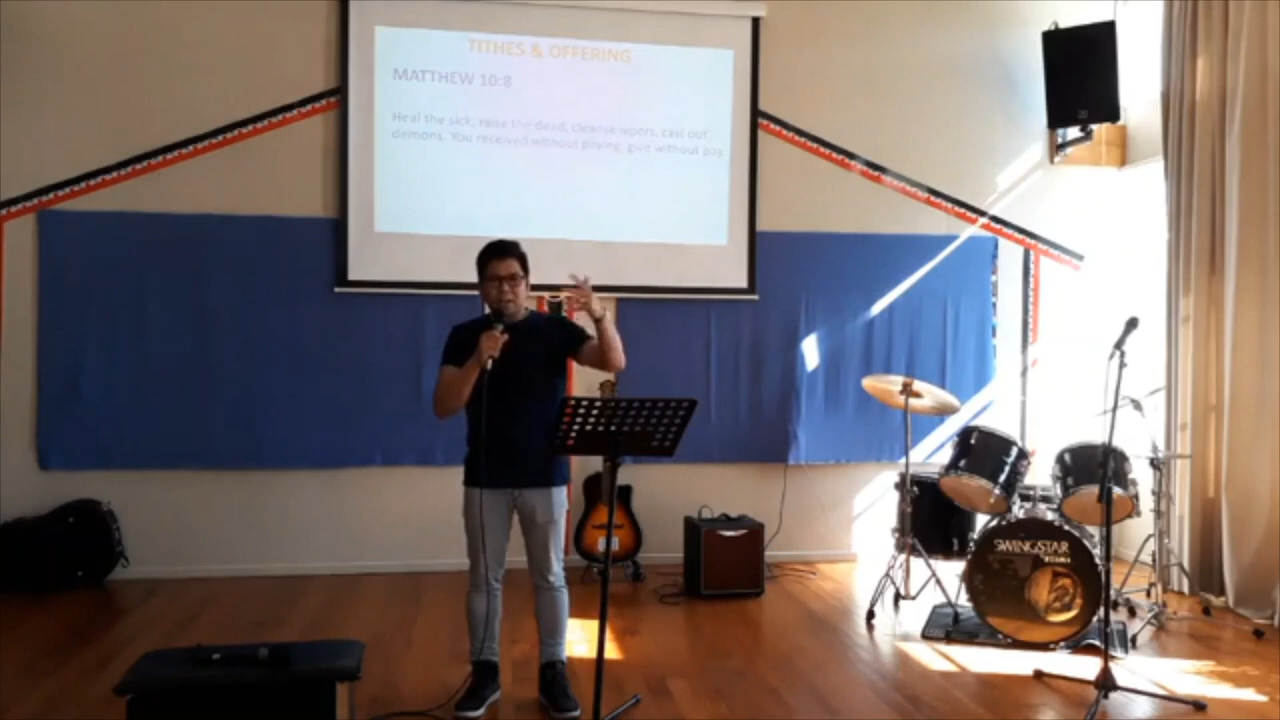 TITHES & OFFERING
MATTHEW 10:8
Heal the sick, raise the dead, cleanse lepers, cast out
demons. You received without paying, give without pay.
SWINGSTAR
TAMA